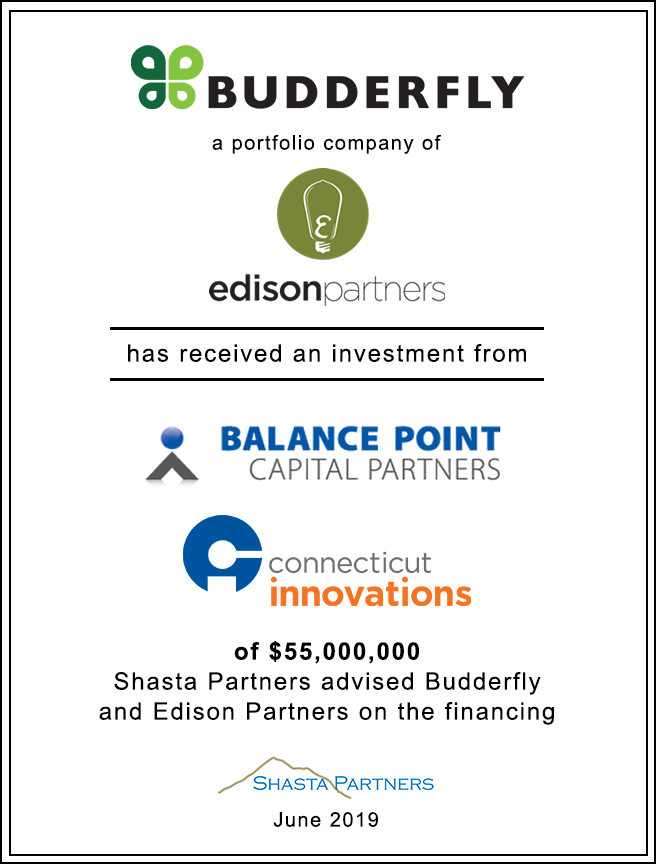 BUDDERFLY
a portfolio company of
ε
edisonpartners
has received an investment from
BALANCE POINT
CAPITAL PARTNERS
connecticut
innovations
of $55,000,000
Shasta Partners advised Budderfly
and Edison Partners on the financing
SHASTA PARTNERS
June 2019